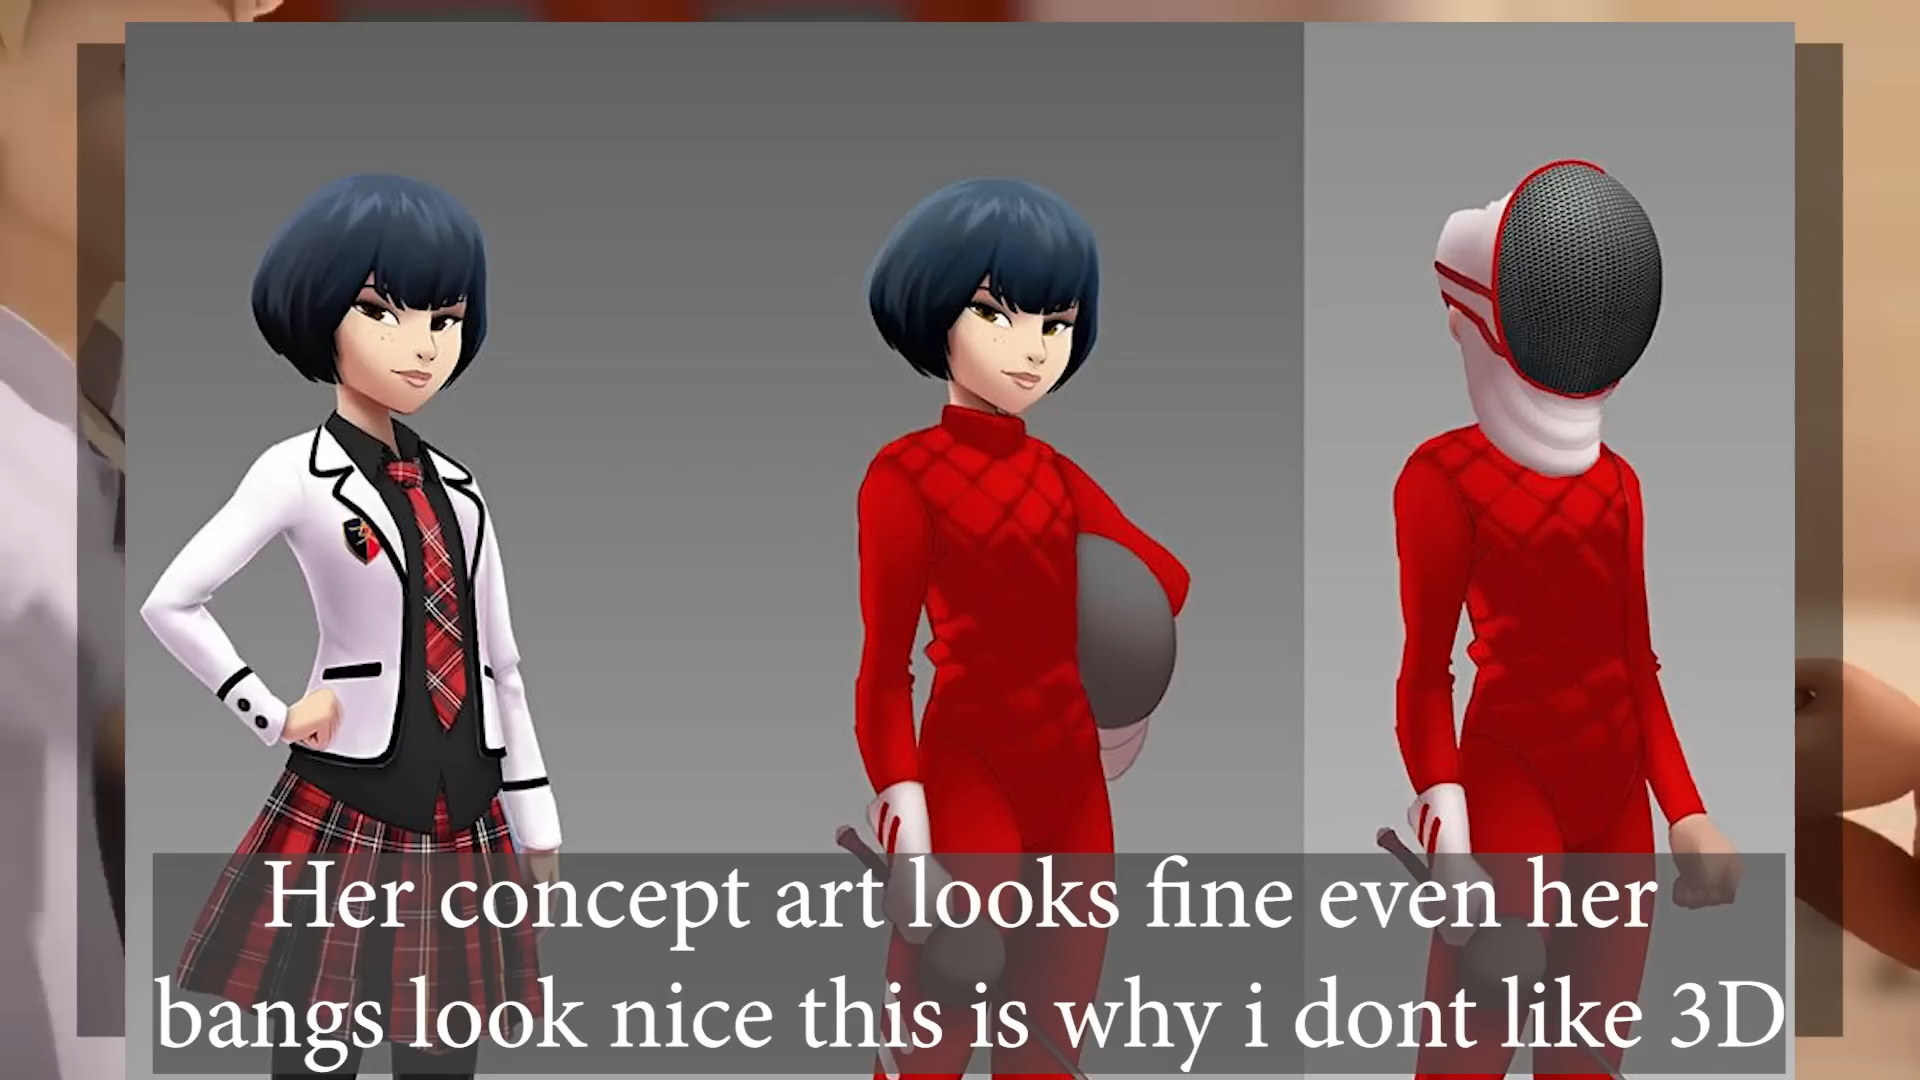 Her concept art looks fine even her
bangs look nice this is why i dont like 3D